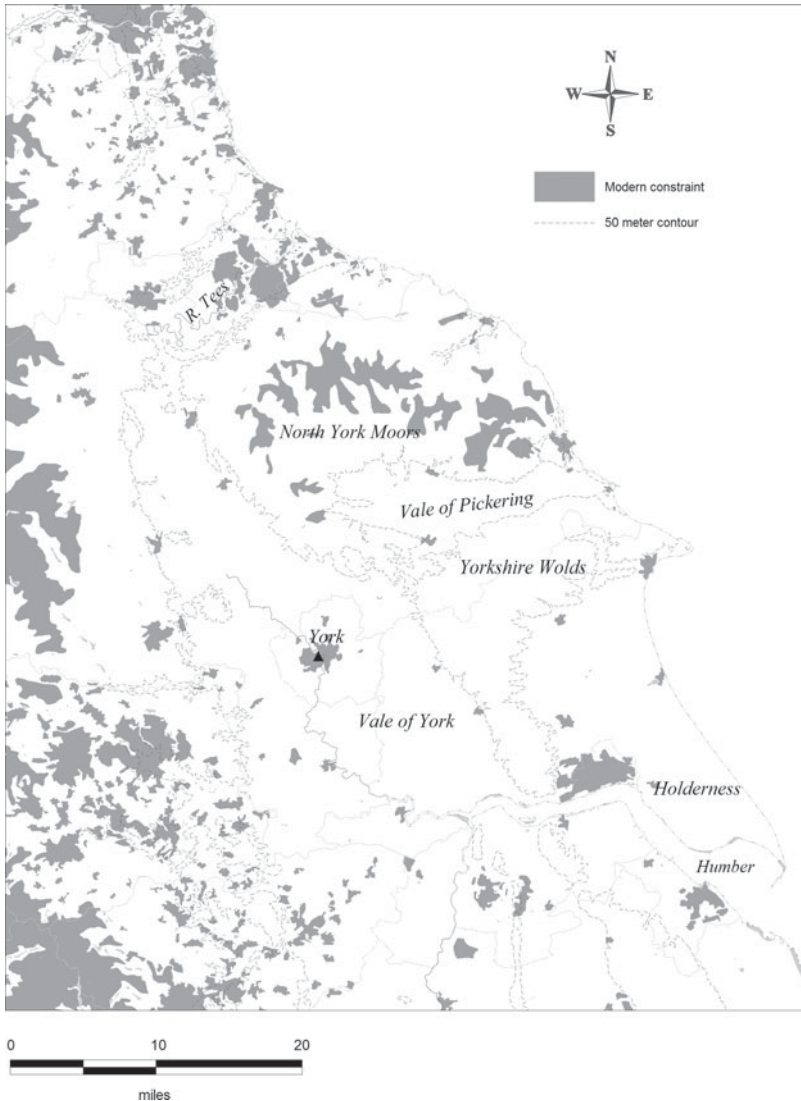 N
W E
S
Modern constraint
50 meter contour
R. Tees
North York Moors
Vale of Pickering
Yorkshire Wolds
York
Vale of York
Holderness
Humber
0 10 20
miles